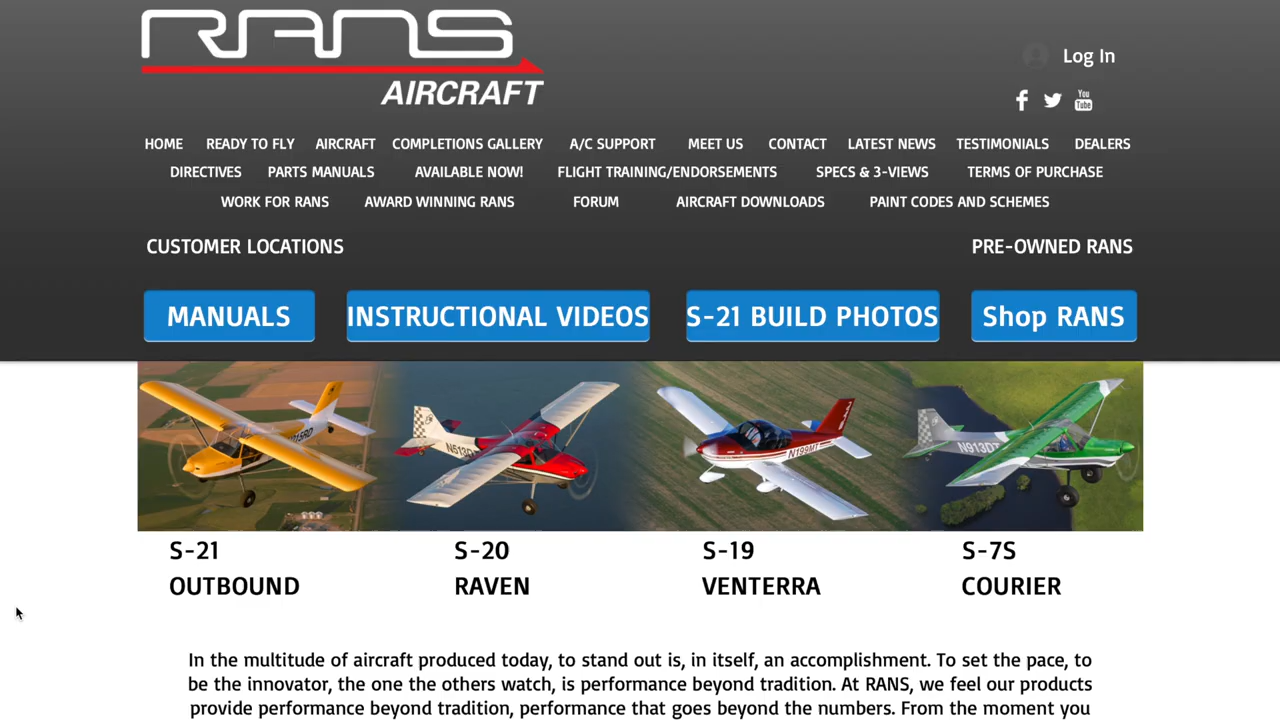 RANS
AIRCRAFT
Log In
You
Tube
HOME READY TO FLY AIRCRAFT COMPLETIONS GALLERY A/C SUPPORT MEET US CONTACT LATEST NEWS TESTIMONIALS DEALERS
DIRECTIVES PARTS MANUALS AVAILABLE NOW! FLIGHT TRAINING/ENDORSEMENTS SPECS & 3-VIEWS TERMS OF PURCHASE
WORK FOR RANS AWARD WINNING RANS FORUM AIRCRAFT DOWNLOADS PAINT CODES AND SCHEMES
CUSTOMER LOCATIONS PRE-OWNED RANS
MANUALS INSTRUCTIONAL VIDEOS S-21 BUILD PHOTOS Shop RANS
N199MT
S-21 S-20 S-19 S-7S
OUTBOUND RAVEN VENTERRA COURIER
In the multitude of aircraft produced today, to stand out is, in itself, an accomplishment. To set the pace, to
be the innovator, the one the others watch, is performance beyond tradition. At RANS, we feel our products
provide performance beyond tradition, performance that goes beyond the numbers. From the moment you